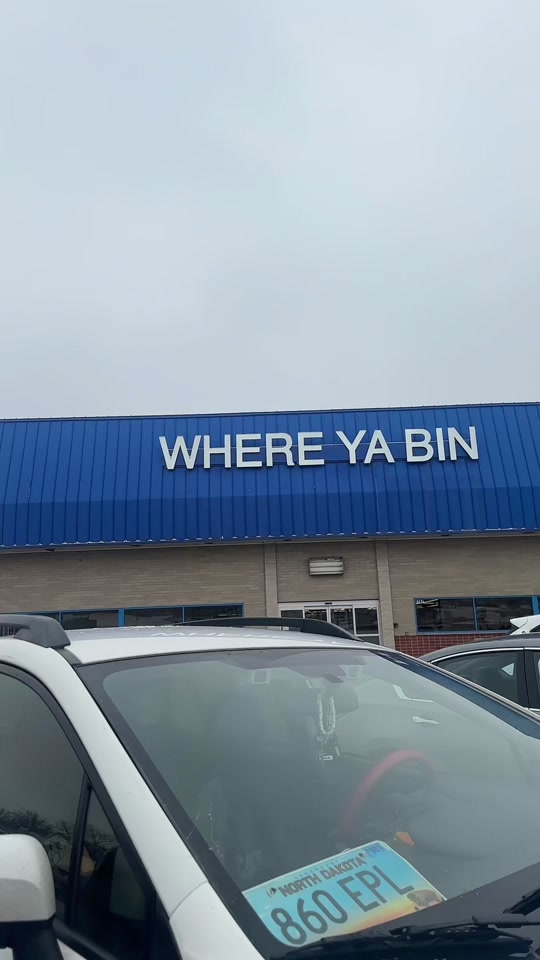 WHERE YA BIN
NORTH DAKOTA
860 EPL